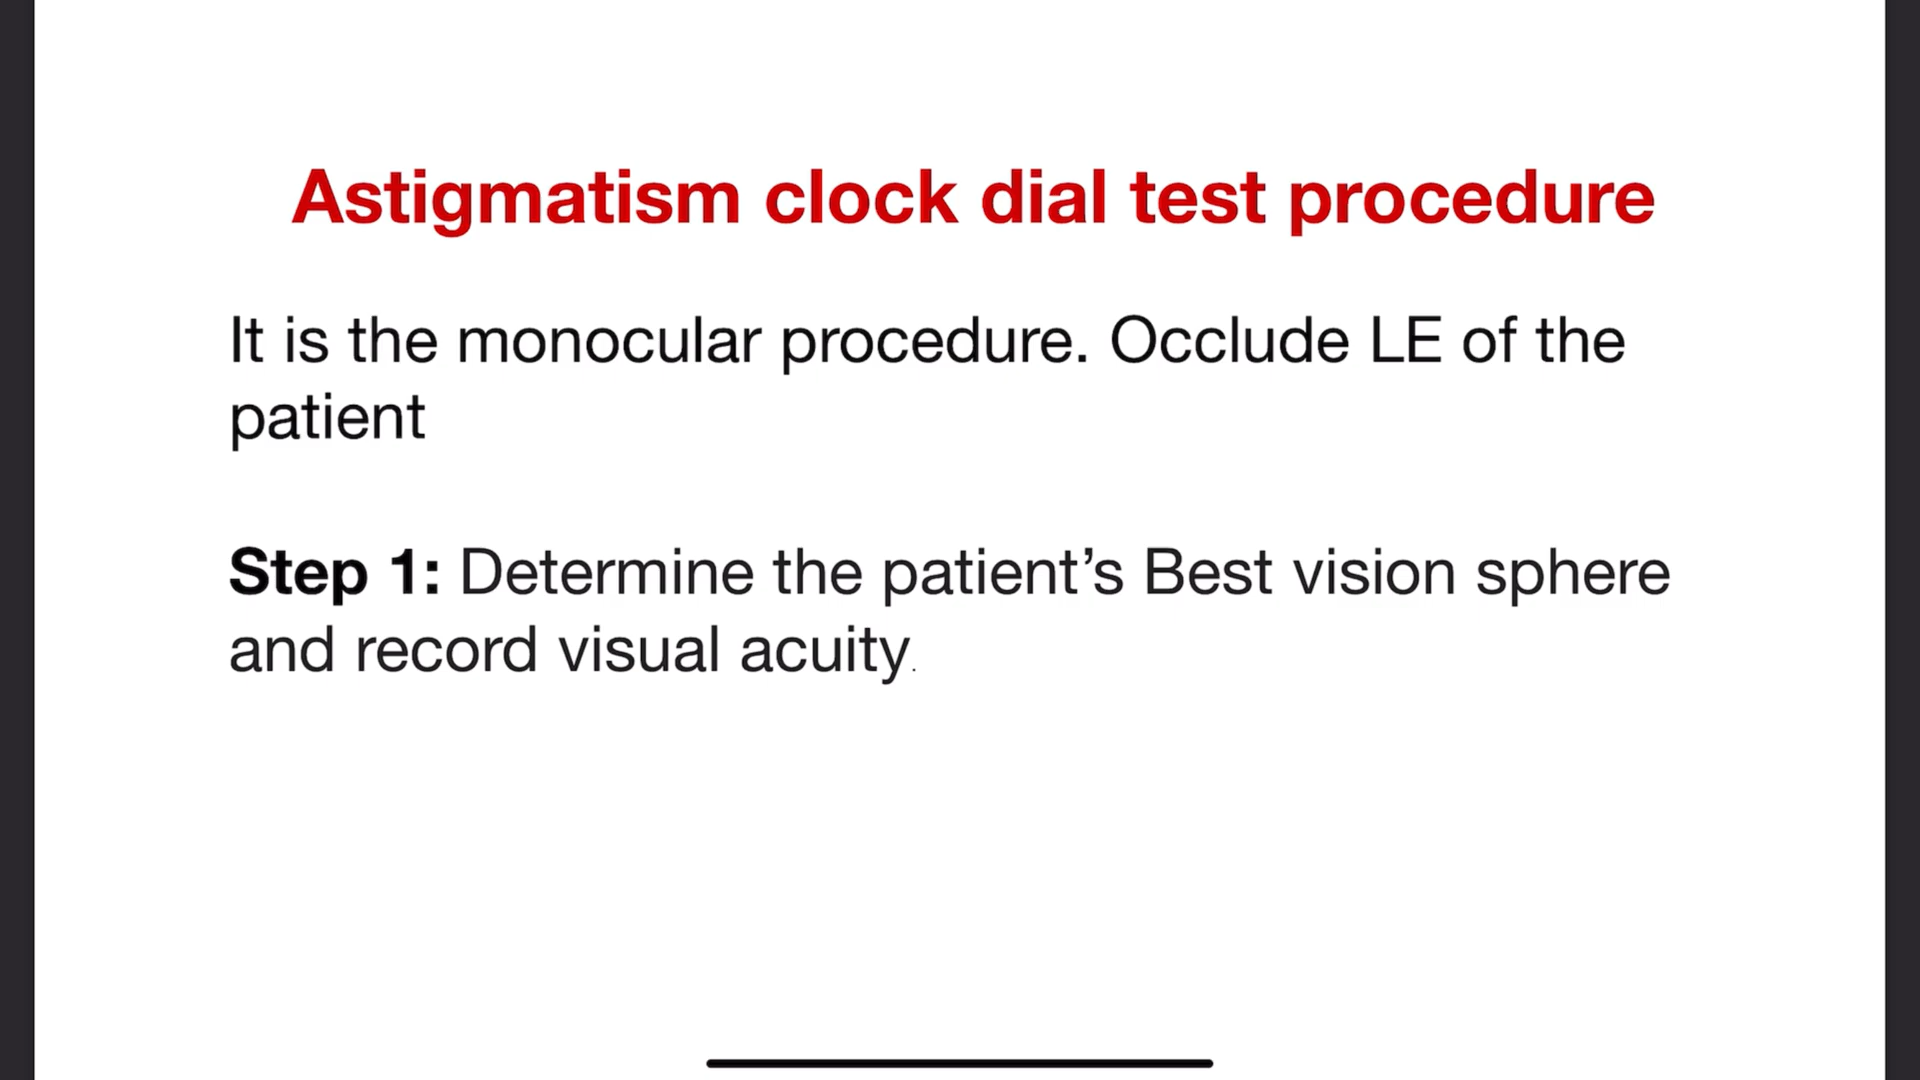 Astigmatism clock dial test procedure
It is the monocular procedure. Occlude LE of the
patient
Step 1: Determine the patient’s Best vision sphere
and record visual acuity.